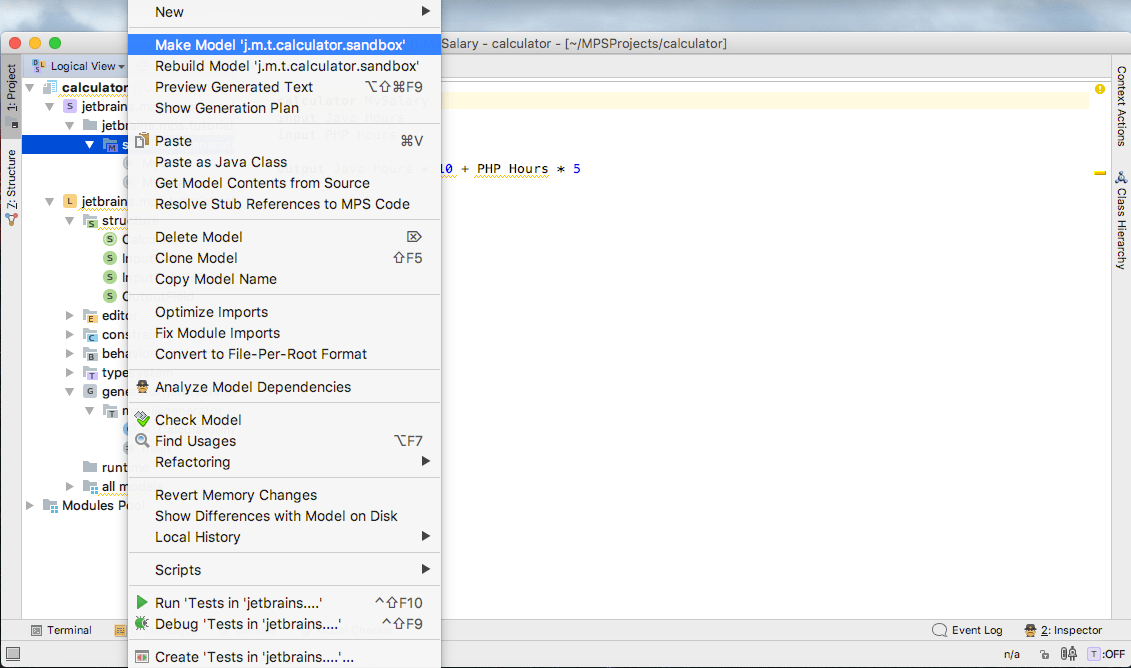 New
Make Model 'j.m.t.calculator.sandbox'
Salary - calculator - [~/MPSProjects/calculator]
Logical View
Rebuild Model 'j.m.t.calculator.sandbox'
calculator
Preview Generated Text ⌥⇧⌘F9
jetbrains
Show Generation Plan
jetb
Paste ⌘V
s
Paste as Java Class
10 + PHP Hours * 5
Get Model Contents from Source
jetbrains
Resolve Stub References to MPS Code
struc
Delete Model ⌦
Clone Model ⇧F5
Copy Model Name
edito
Optimize Imports
cons
Fix Module Imports
beha
Convert to File-Per-Root Format
type
Analyze Model Dependencies
gene
m
Check Model
Find Usages ⌥F7
Refactoring
runt
all m
Revert Memory Changes
Modules P
Show Differences with Model on Disk
Local History
Scripts
Run 'Tests in 'jetbrains....' ^⇧F10
Debug 'Tests in 'jetbrains....' ^⇧F9
Create 'Tests in 'jetbrains....'...
1: Project
Z: Structure
Context Actions
Class Hierarchy
Terminal
Event Log
2: Inspector
n/a
T :OFF